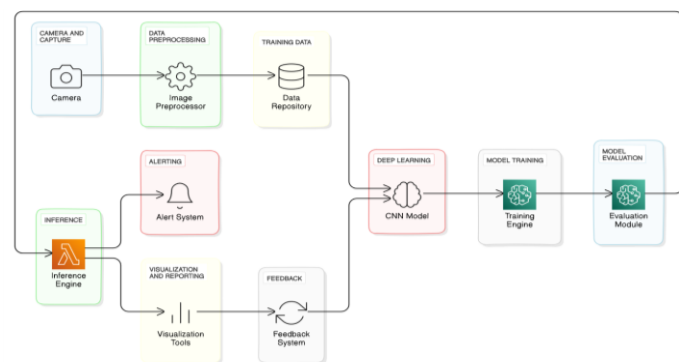 CAMERA AND
CAPTURE
Camera
DATA
PREPROCESSING
Image
Preprocessor
TRAINING DATA
Data
Repository
ALERTING
Alert System
DEEP LEARNING
CNN Model
MODEL TRAINING
Training
Engine
MODEL
EVALUATION
Evaluation
Module
INFERENCE
Inference
Engine
VISUALIZATION
AND REPORTING
Visualization
Tools
FEEDBACK
Feedback
System